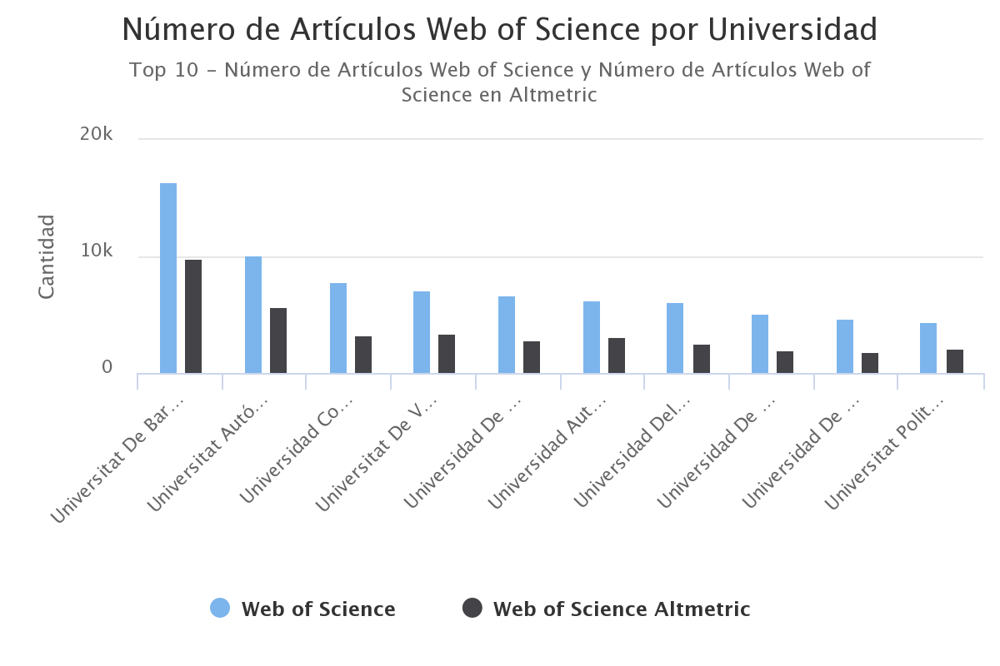 Número de Artículos Web of Science por Universidad
Top 10 – Número de Artículos Web of Science y Número de Artículos Web of
Science en Altmetric
20k
10k
0
Cantidad
Universitat De Bar...
Universitat Autó...
Universidad Co...
Universitat De V...
Universidad De ...
Universidad Aut...
Universidad Del...
Universidad De ...
Universidad De ...
Universitat Polit...
Web of Science
Web of Science Altmetric